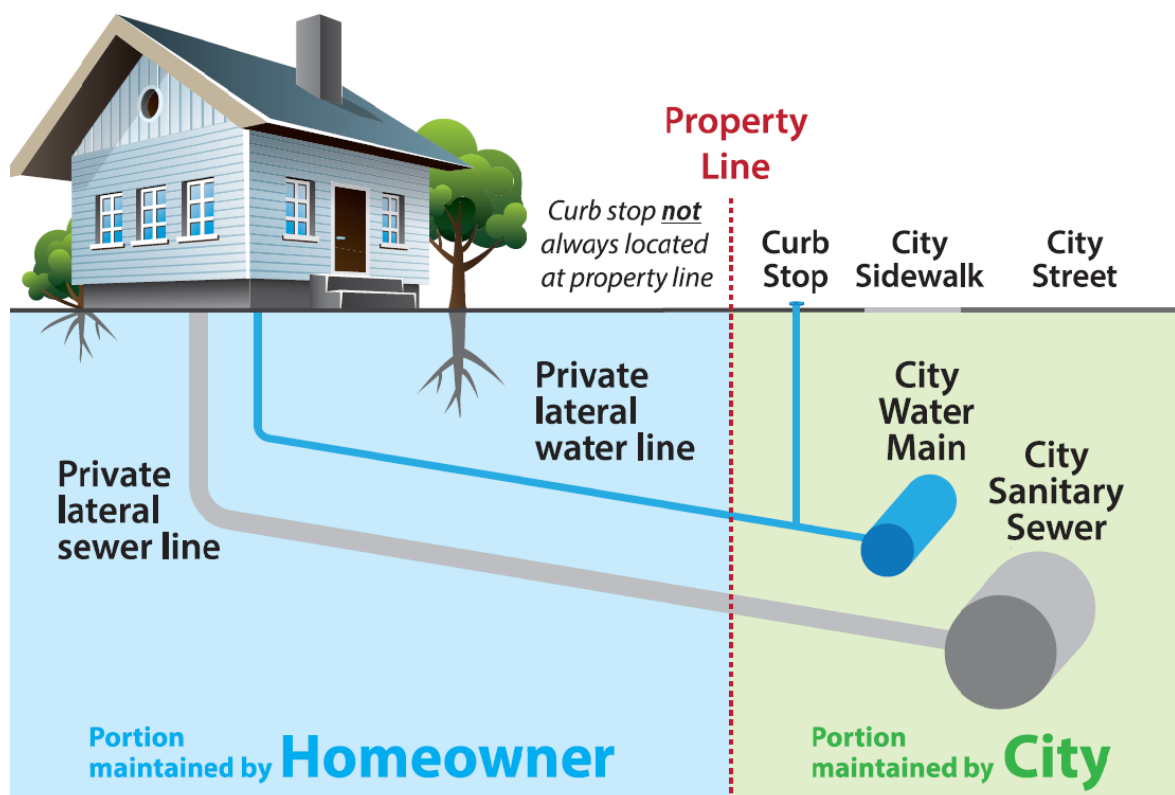 Property
Line
Curb stop not
always located
at property line
Curb
Stop
City
Sidewalk
City
Street
Private
lateral
water line
City
Water
Main
Private
lateral
sewer line
City
Sanitary
Sewer
Portion
maintained by Homeowner
Portion
maintained by City